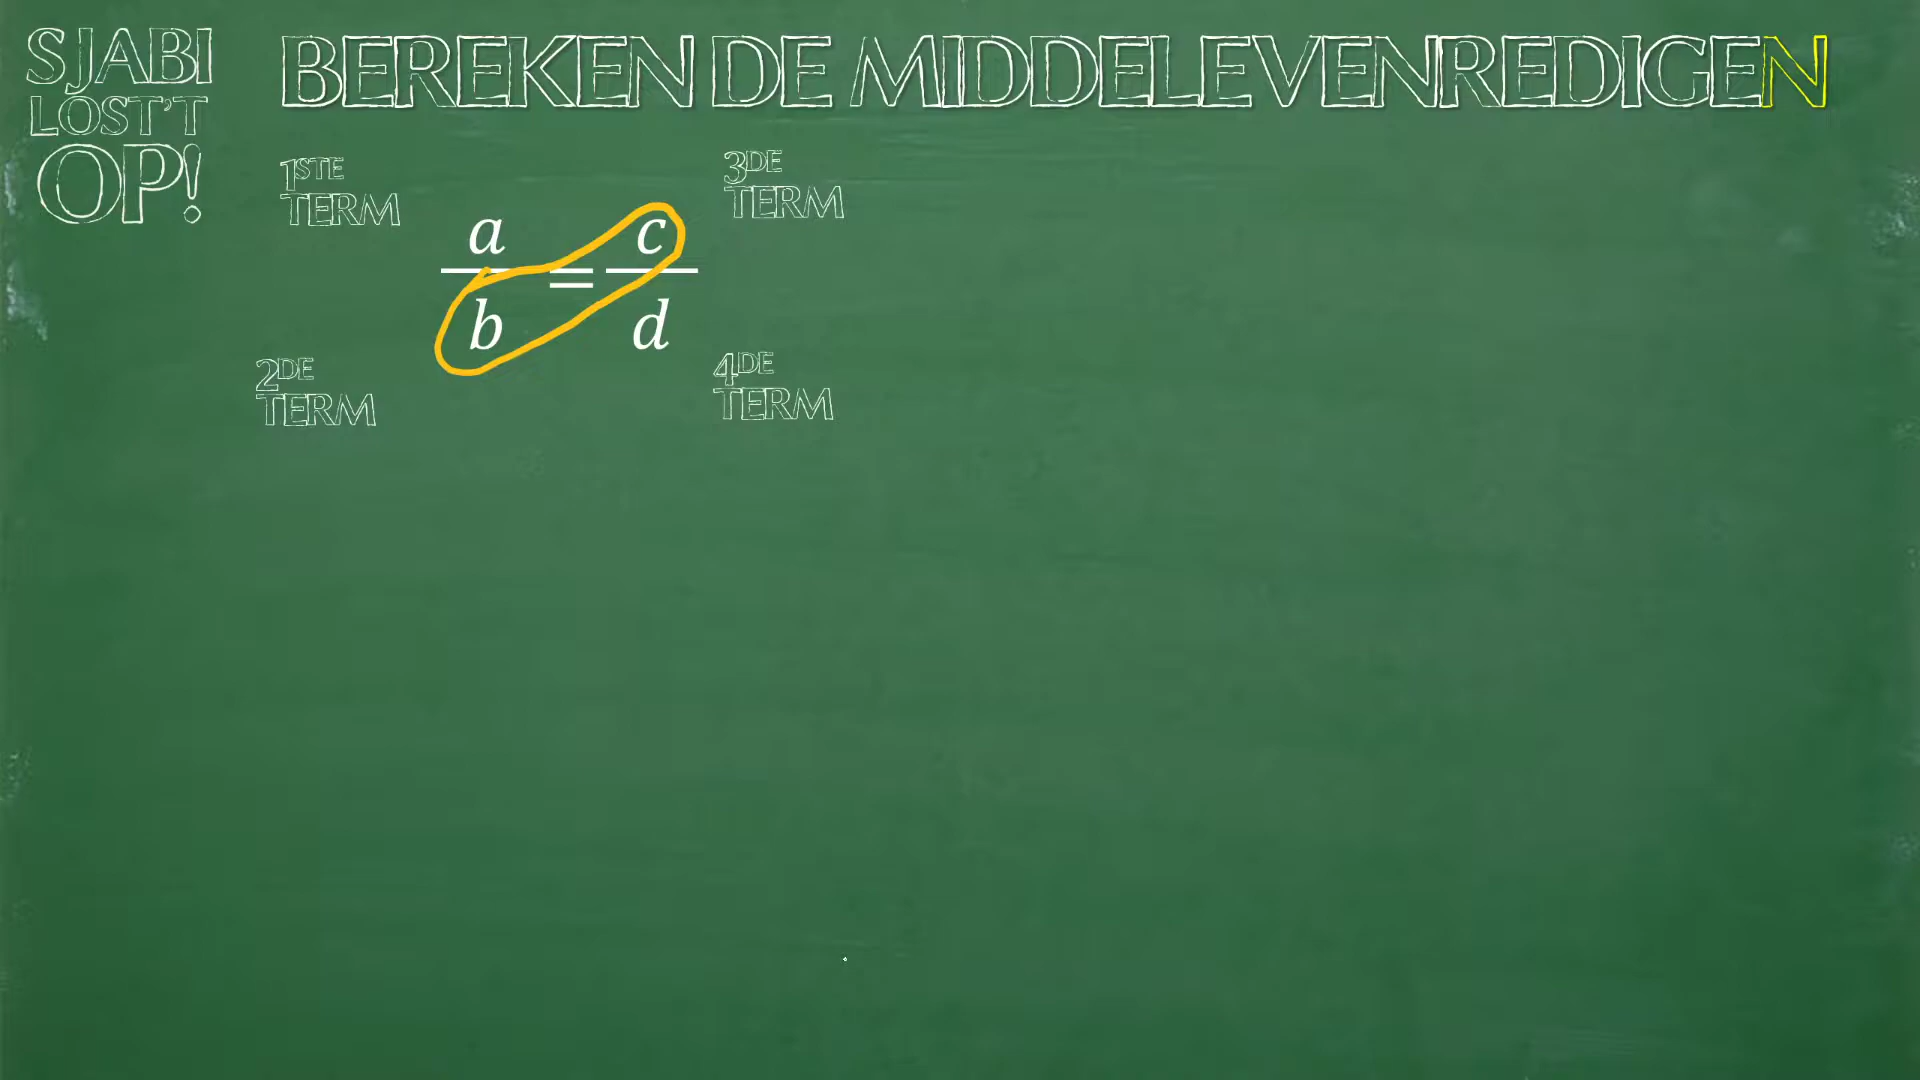 SJABI
LOST'T
OP!
BEREKEN DE MIDDELEVENREDIGEN
1STE
TERM
3DE
TERM
a/b = c/d
2DE
TERM
4DE
TERM